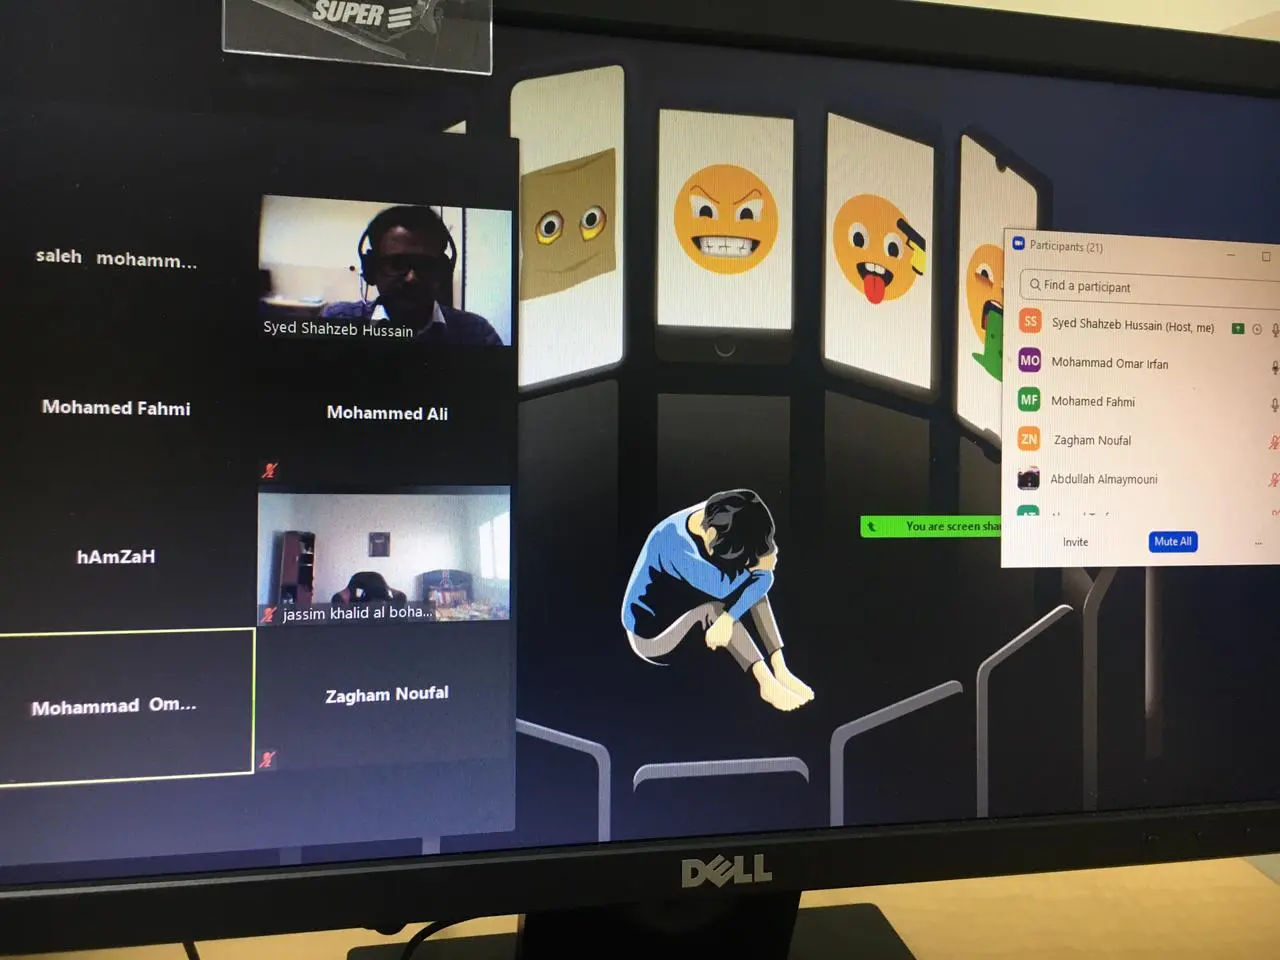 SUPER
saleh mohamm...
Syed Shahzeb Hussain
Mohamed Fahmi
Mohammed Ali
hAmZaH
jassim khalid al boha...
Mohammad Om...
Zagham Noufal
Participants (21)
Find a participant
SS Syed Shahzeb Hussain (Host, me)
MO Mohammad Omar Irfan
MF Mohamed Fahmi
ZN Zagham Noufal
Abdullah Almaymouni
Invite
Mute All
...
You are screen sha
DELL